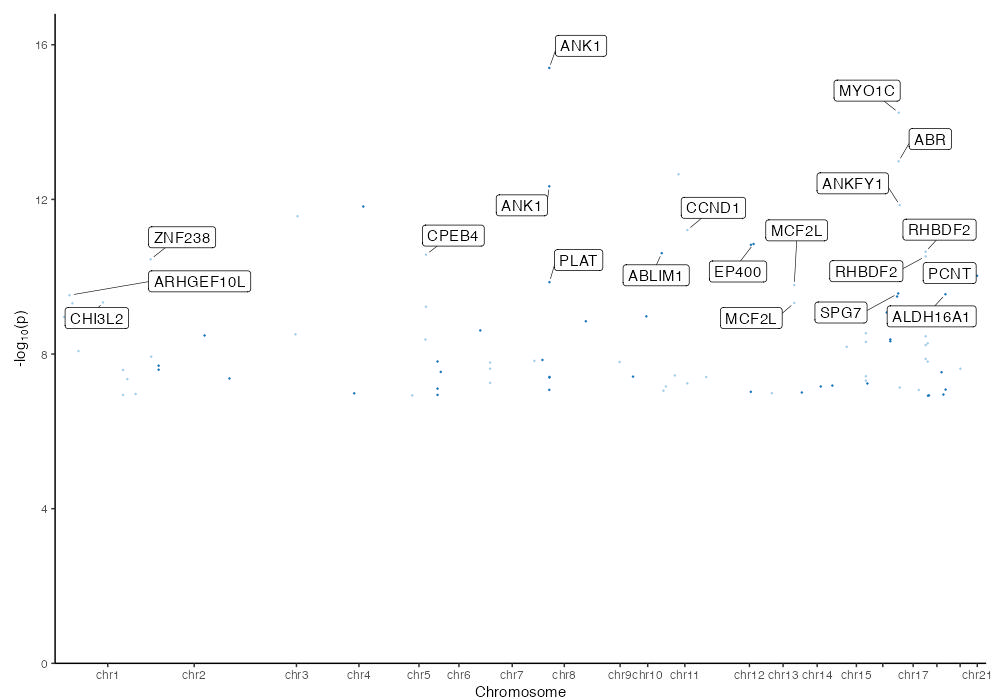 16
ANK1
MYO1C
ABR
ANKFY1
12
ANK1
CCND1
ZNF238
CPEB4
MCF2L
RHBDF2
PLAT
ARHGEF10L
ABLIM1
EP400
RHBDF2
PCNT
CHI3L2
MCF2L
SPG7
ALDH16A1
-log10(p)
8
4
0
chr1 chr2 chr3 chr4 chr5 chr6 chr7 chr8 chr9 chr10 chr11 chr12 chr13 chr14 chr15 chr17 chr21
Chromosome